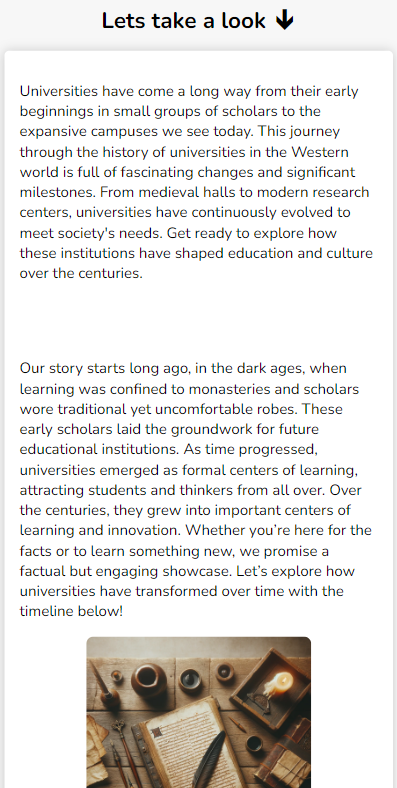 Lets take a look ↓
Universities have come a long way from their early
beginnings in small groups of scholars to the
expansive campuses we see today. This journey
through the history of universities in the Western
world is full of fascinating changes and significant
milestones. From medieval halls to modern research
centers, universities have continuously evolved to
meet society's needs. Get ready to explore how
these institutions have shaped education and culture
over the centuries.
Our story starts long ago, in the dark ages, when
learning was confined to monasteries and scholars
wore traditional yet uncomfortable robes. These
early scholars laid the groundwork for future
educational institutions. As time progressed,
universities emerged as formal centers of learning,
attracting students and thinkers from all over. Over
the centuries, they grew into important centers of
learning and innovation. Whether you’re here for the
facts or to learn something new, we promise a
factual but engaging showcase. Let’s explore how
universities have transformed over time with the
timeline below!